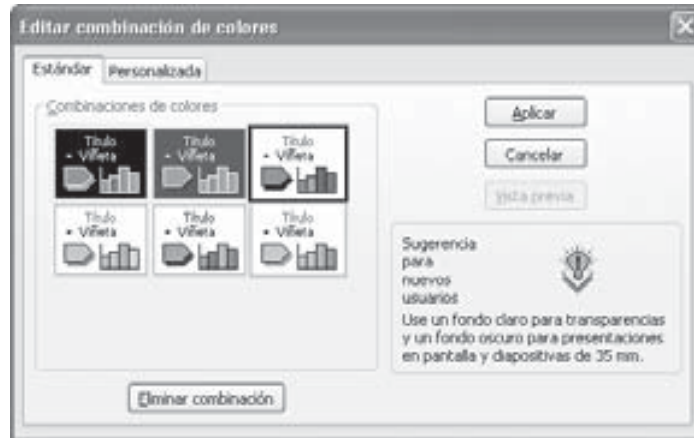 Editar combinación de colores
Estándar
Personalizada
Combinaciones de colores
Título
• Viñeta
Título
• Viñeta
Título
• Viñeta
Título
• Viñeta
Título
• Viñeta
Título
• Viñeta
Eliminar combinación
Aplicar
Cancelar
Vista previa
Sugerencia
para
nuevos
usuarios
Use un fondo claro para transparencias
y un fondo oscuro para presentaciones
en pantalla y diapositivas de 35 mm.